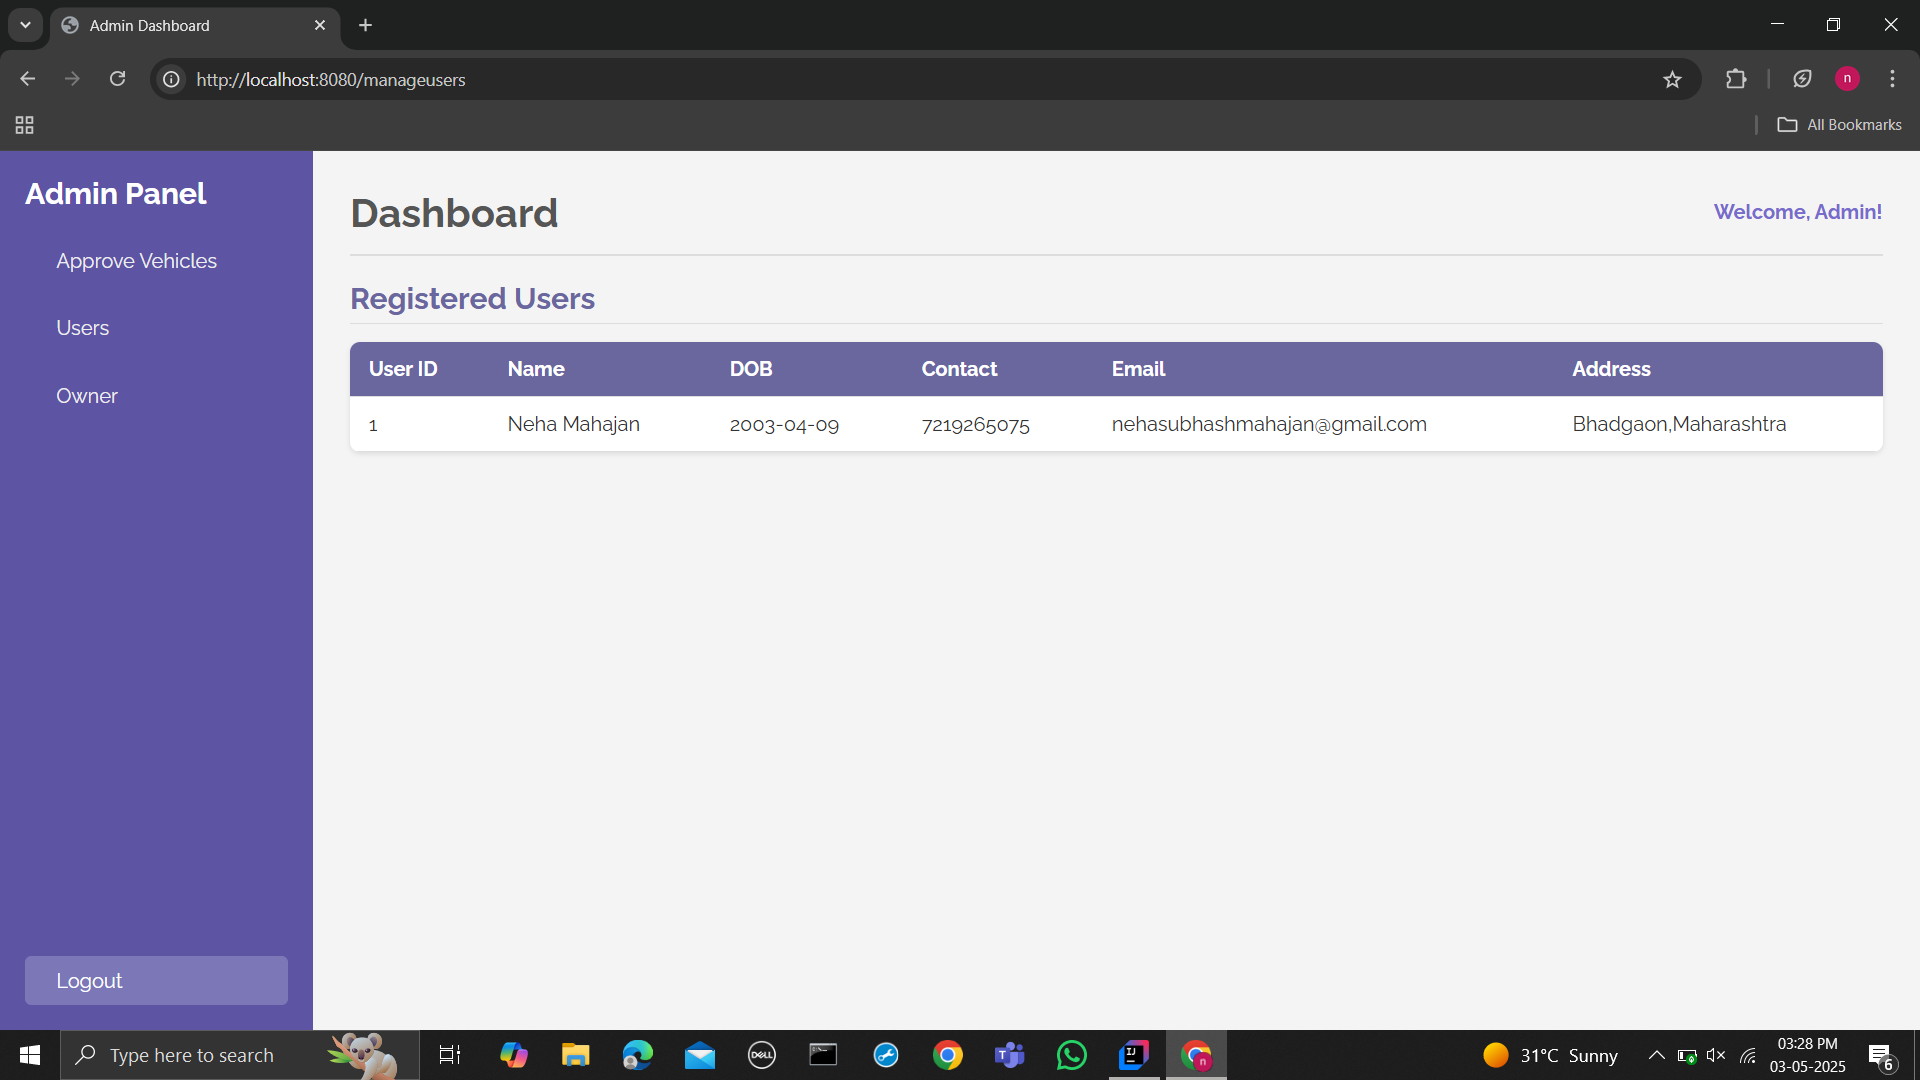 Admin Dashboard
http://localhost:8080/manageusers
n
All Bookmarks
Admin Panel
Approve Vehicles
Users
Owner
Logout
Dashboard
Welcome, Admin!
Registered Users
User ID Name DOB Contact Email Address
1 Neha Mahajan 2003-04-09 7219265075 nehasubhashmahajan@gmail.com Bhadgaon,Maharashtra
Type here to search
DELL
T
IJ
n
31°C Sunny
03:28 PM
03-05-2025
6